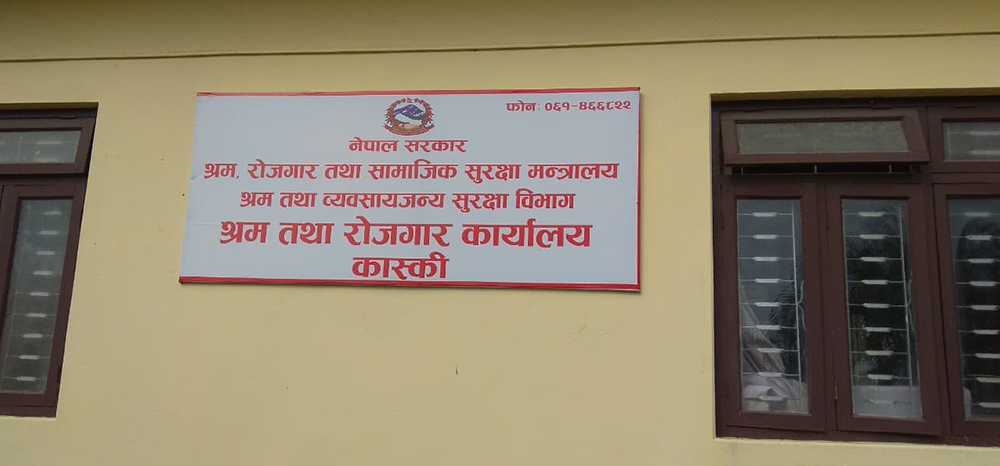 फोन: ०६१-४६६८२२
नेपाल सरकार
श्रम, रोजगार तथा सामाजिक सुरक्षा मन्त्रालय
श्रम तथा व्यवसायजन्य सुरक्षा विभाग
श्रम तथा रोजगार कार्यालय
कास्की